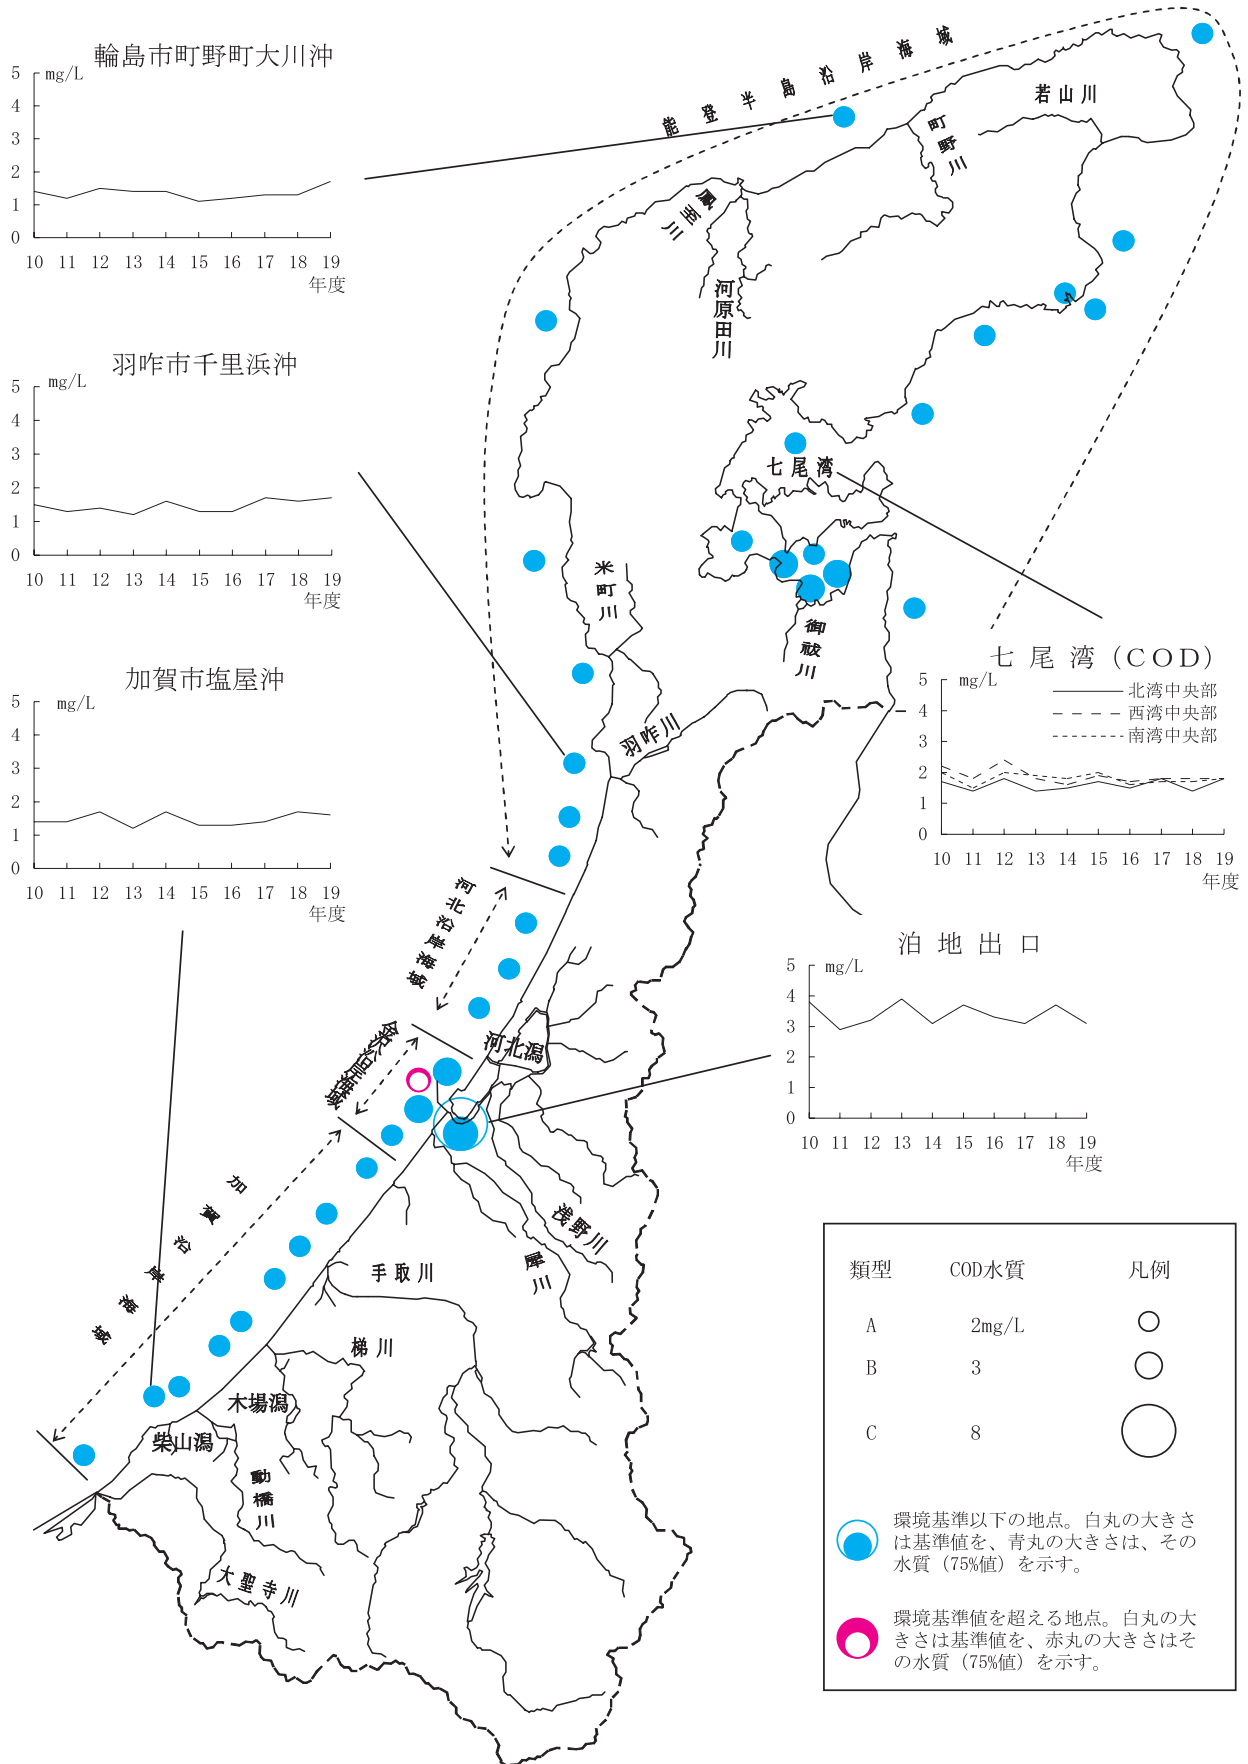 輪島市町野町大川沖
mg/L
5
4
3
2
1
0
10 11 12 13 14 15 16 17 18 19
年度
羽咋市千里浜沖
mg/L
5
4
3
2
1
0
10 11 12 13 14 15 16 17 18 19
年度
加賀市塩屋沖
mg/L
5
4
3
2
1
0
10 11 12 13 14 15 16 17 18 19
年度
能登半島沿岸海域
若山川
町野川
鳳至川
河原田川
七尾湾
米町川
御祓川
羽咋川
七尾湾(COD)
mg/L
北湾中央部
西湾中央部
南湾中央部
5
4
3
2
1
0
10 11 12 13 14 15 16 17 18 19
年度
河北沿岸海域
金沢沿岸海域
加賀沿岸海域
河北潟
泊地出口
mg/L
5
4
3
2
1
0
10 11 12 13 14 15 16 17 18 19
年度
浅野川
犀川
手取川
梯川
木場潟
柴山潟
動橋川
大聖寺川
類型 COD水質 凡例
A 2mg/L
B 3
C 8
環境基準以下の地点。白丸の大きさ
は基準値を、青丸の大きさは、その
水質（75%値）を示す。
環境基準値を超える地点。白丸の大
きさは基準値を、赤丸の大きさはそ
の水質（75%値）を示す。